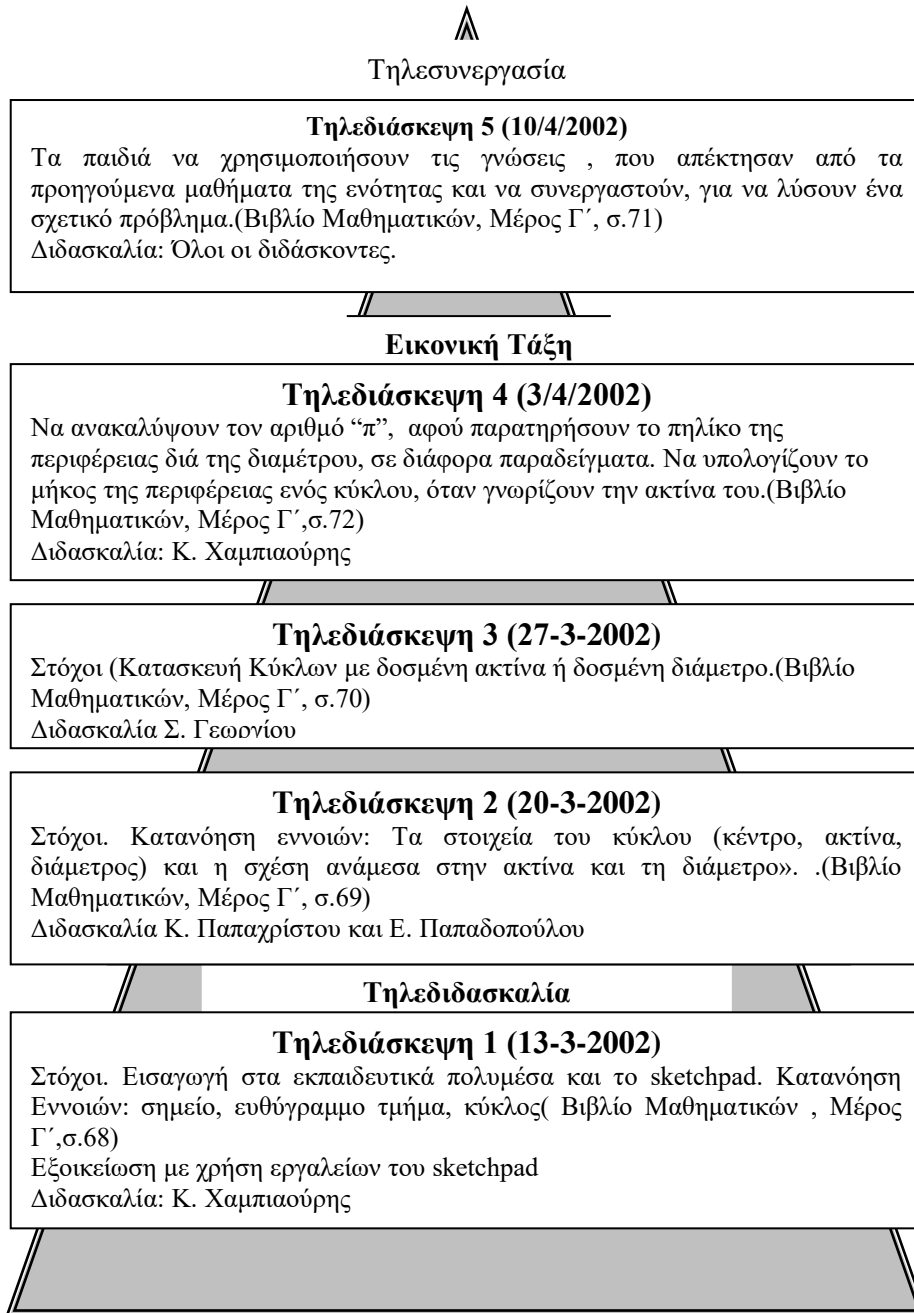 Τηλεσυνεργασία
Τηλεδιάσκεψη 5 (10/4/2002)
Τα παιδιά να χρησιμοποιήσουν τις γνώσεις , που απέκτησαν από τα
προηγούμενα μαθήματα της ενότητας και να συνεργαστούν, για να λύσουν ένα
σχετικό πρόβλημα.(Βιβλίο Μαθηματικών, Μέρος Γ΄, σ.71)
Διδασκαλία: Όλοι οι διδάσκοντες.
Εικονική Τάξη
Τηλεδιάσκεψη 4 (3/4/2002)
Να ανακαλύψουν τον αριθμό “π”, αφού παρατηρήσουν το πηλίκο της
περιφέρειας διά της διαμέτρου, σε διάφορα παραδείγματα. Να υπολογίζουν το
μήκος της περιφέρειας ενός κύκλου, όταν γνωρίζουν την ακτίνα του.(Βιβλίο
Μαθηματικών, Μέρος Γ΄,σ.72)
Διδασκαλία: Κ. Χαμπιαούρης
Τηλεδιάσκεψη 3 (27-3-2002)
Στόχοι (Κατασκευή Κύκλων με δοσμένη ακτίνα ή δοσμένη διάμετρο.(Βιβλίο
Μαθηματικών, Μέρος Γ΄, σ.70)
Διδασκαλία Σ. Γεωργίου
Τηλεδιάσκεψη 2 (20-3-2002)
Στόχοι. Κατανόηση εννοιών: Τα στοιχεία του κύκλου (κέντρο, ακτίνα,
διάμετρος) και η σχέση ανάμεσα στην ακτίνα και τη διάμετρο». .(Βιβλίο
Μαθηματικών, Μέρος Γ΄, σ.69)
Διδασκαλία Κ. Παπαχρίστου και Ε. Παπαδοπούλου
Τηλεδιδασκαλία
Τηλεδιάσκεψη 1 (13-3-2002)
Στόχοι. Εισαγωγή στα εκπαιδευτικά πολυμέσα και το sketchpad. Κατανόηση
Εννοιών: σημείο, ευθύγραμμο τμήμα, κύκλος( Βιβλίο Μαθηματικών , Μέρος
Γ΄,σ.68)
Εξοικείωση με χρήση εργαλείων του sketchpad
Διδασκαλία: Κ. Χαμπιαούρης